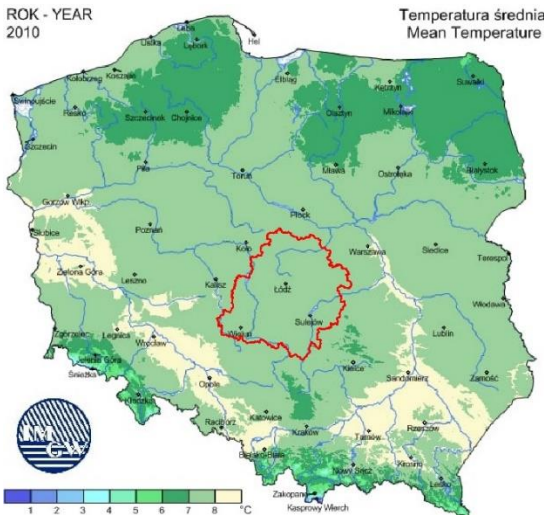 ROK - YEAR
2010
Temperatura średnia
Mean Temperature
Łeba
Ustka
Lębork
Hel
Kołobrzeg
Koszalin
Elbląg
Kętrzyn
Suwałki
Świnoujście
Resko
Szczecinek
Chojnice
Olsztyn
Mikołajki
Szczecin
Piła
Toruń
Mława
Ostrołęka
Białystok
Gorzów Wlkp.
Płock
Słubice
Poznań
Koło
Warszawa
Siedlce
Terespol
Zielona Góra
Leszno
Kalisz
Łódź
Włodawa
Wieluń
Sulejów
Lublin
Legnica
Wrocław
Jelenia Góra
Śnieżka
Opole
Kielce
Sandomierz
Zamość
Kłodzko
Racibórz
Katowice
Kraków
Tarnów
Rzeszów
Bielsko-Biała
Nowy Sącz
Krosno
Lesko
Zakopane
Kasprowy Wierch
IM
GW
1 2 3 4 5 6 7 8 °C